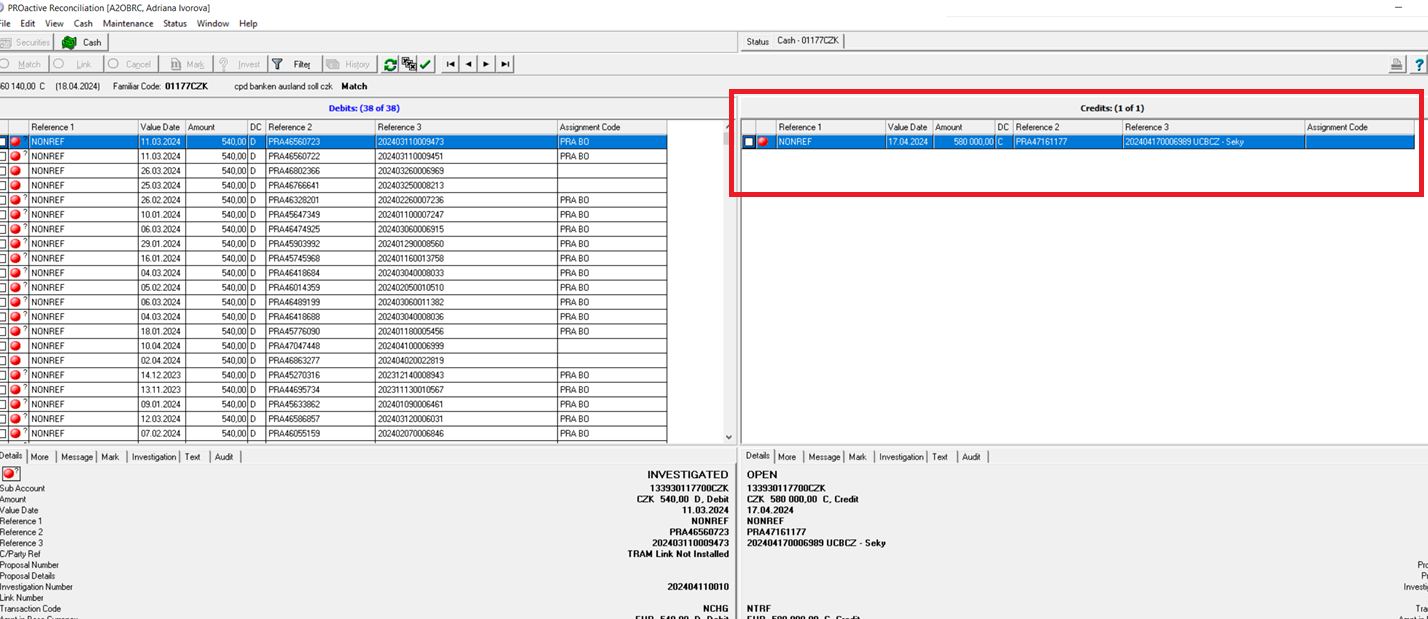 PROactive Reconciliation [A2OBRC, Adriana Ivorova]
File Edit View Cash Maintenance Status Window Help
Securities Cash
Status Cash - 01177CZK
Match Link Cancel Mark Invest Filter History
60 140,00 C (18.04.2024) Familiar Code: 01177CZK cpd banken ausland soll czk Match
Debits: (38 of 38)
Reference 1 Value Date Amount DC Reference 2 Reference 3 Assignment Code
NONREF 11.03.2024 540,00 D PRA46560723 202403110009473 PRA BO
NONREF 11.03.2024 540,00 D PRA46560722 202403110009451 PRA BO
NONREF 26.03.2024 540,00 D PRA46802366 202403260006969
NONREF 25.03.2024 540,00 D PRA46766641 202403250008213
NONREF 26.02.2024 540,00 D PRA46328201 202402260007236 PRA BO
NONREF 10.01.2024 540,00 D PRA45647349 202401100007247 PRA BO
NONREF 06.03.2024 540,00 D PRA46474925 202403060006915 PRA BO
NONREF 29.01.2024 540,00 D PRA45903992 202401290008560 PRA BO
NONREF 16.01.2024 540,00 D PRA45745968 202401160013758 PRA BO
NONREF 04.03.2024 540,00 D PRA46418684 202403040008033 PRA BO
NONREF 05.02.2024 540,00 D PRA46014359 202402050010510 PRA BO
NONREF 06.03.2024 540,00 D PRA46489199 202403060011382 PRA BO
NONREF 04.03.2024 540,00 D PRA46418688 202403040008036 PRA BO
NONREF 18.01.2024 540,00 D PRA45776090 202401180005456 PRA BO
NONREF 10.04.2024 540,00 D PRA47047448 202404100006999
NONREF 02.04.2024 540,00 D PRA46863277 202404020022819
NONREF 14.12.2023 540,00 D PRA45270316 202312140008943 PRA BO
NONREF 13.11.2023 540,00 D PRA44695734 202311130010567 PRA BO
NONREF 09.01.2024 540,00 D PRA45633862 202401090006461 PRA BO
NONREF 12.03.2024 540,00 D PRA46586857 202403120006031 PRA BO
NONREF 07.02.2024 540,00 D PRA46055159 202402070006846 PRA BO
Credits: (1 of 1)
Reference 1 Value Date Amount DC Reference 2 Reference 3 Assignment Code
NONREF 17.04.2024 580 000,00 C PRA47161177 202404170006989 UCBCZ - Seky
Details More Message Mark Investigation Text Audit
INVESTIGATED
Sub Account 133930117700CZK
Amount CZK 540,00 D, Debit
Value Date 11.03.2024
Reference 1 NONREF
Reference 2 PRA46560723
Reference 3 202403110009473
C/Party Ref TRAM Link Not Installed
Proposal Number
Proposal Details
Investigation Number 202404110010
Link Number
Transaction Code NCHG
EUR 540,00 D, Debit
Details More Message Mark Investigation Text Audit
OPEN
133930117700CZK
CZK 580 000,00 C, Credit
17.04.2024
NONREF
PRA47161177
202404170006989 UCBCZ - Seky
NTRF
EUR 580 000,00 C, Credit